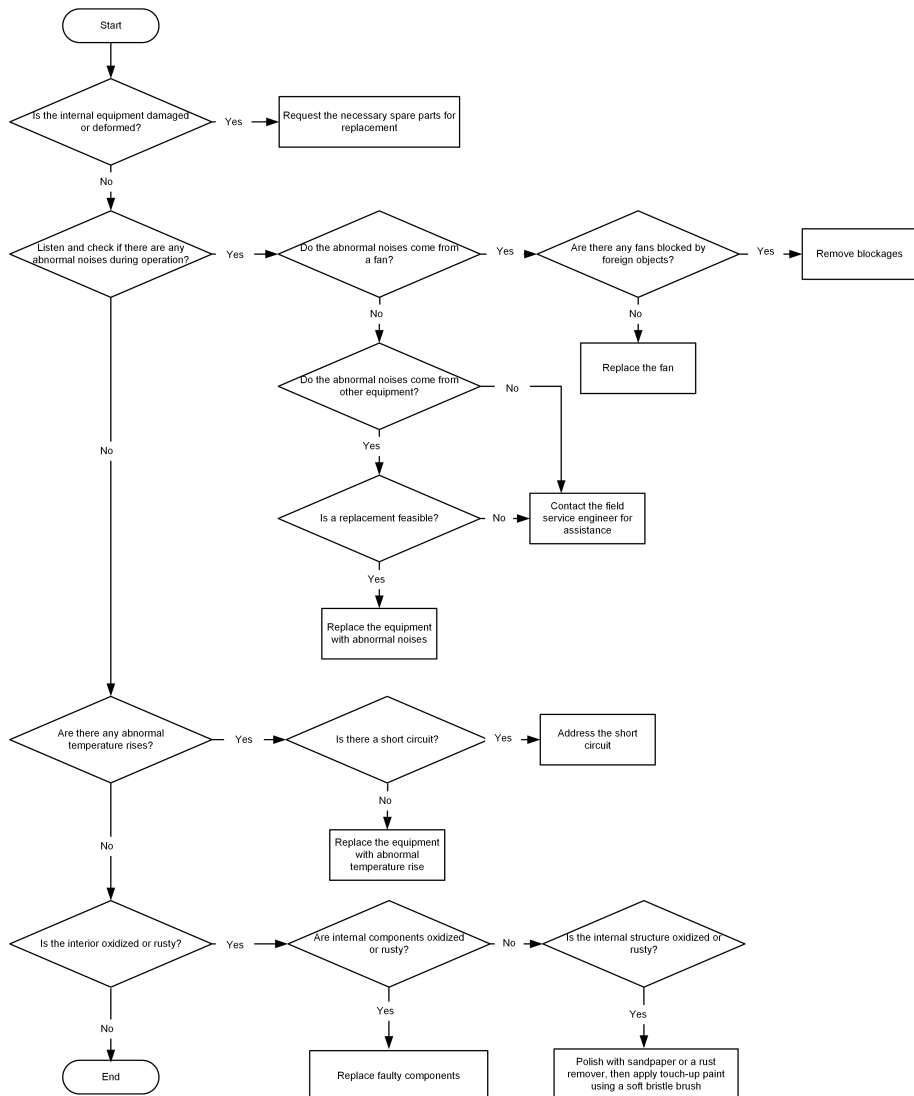 Start
Is the internal equipment damaged
or deformed?
Yes
Request the necessary spare parts for
replacement
No
Listen and check if there are any
abnormal noises during operation?
Yes
Do the abnormal noises come from
a fan?
Yes
Are there any fans blocked by
foreign objects?
Yes
Remove blockages
No
No
Replace the fan
Do the abnormal noises come from
other equipment?
No
Yes
No
Is a replacement feasible?
No
Contact the field
service engineer for
assistance
Yes
Replace the equipment
with abnormal noises
Are there any abnormal
temperature rises?
Yes
Is there a short circuit?
Yes
Address the short
circuit
No
No
Replace the equipment
with abnormal
temperature rise
Is the interior oxidized or rusty?
Yes
Are internal components oxidized
or rusty?
No
Is the internal structure oxidized or
rusty?
No
Yes
Yes
End
Replace faulty components
Polish with sandpaper or a rust
remover, then apply touch-up paint
using a soft bristle brush